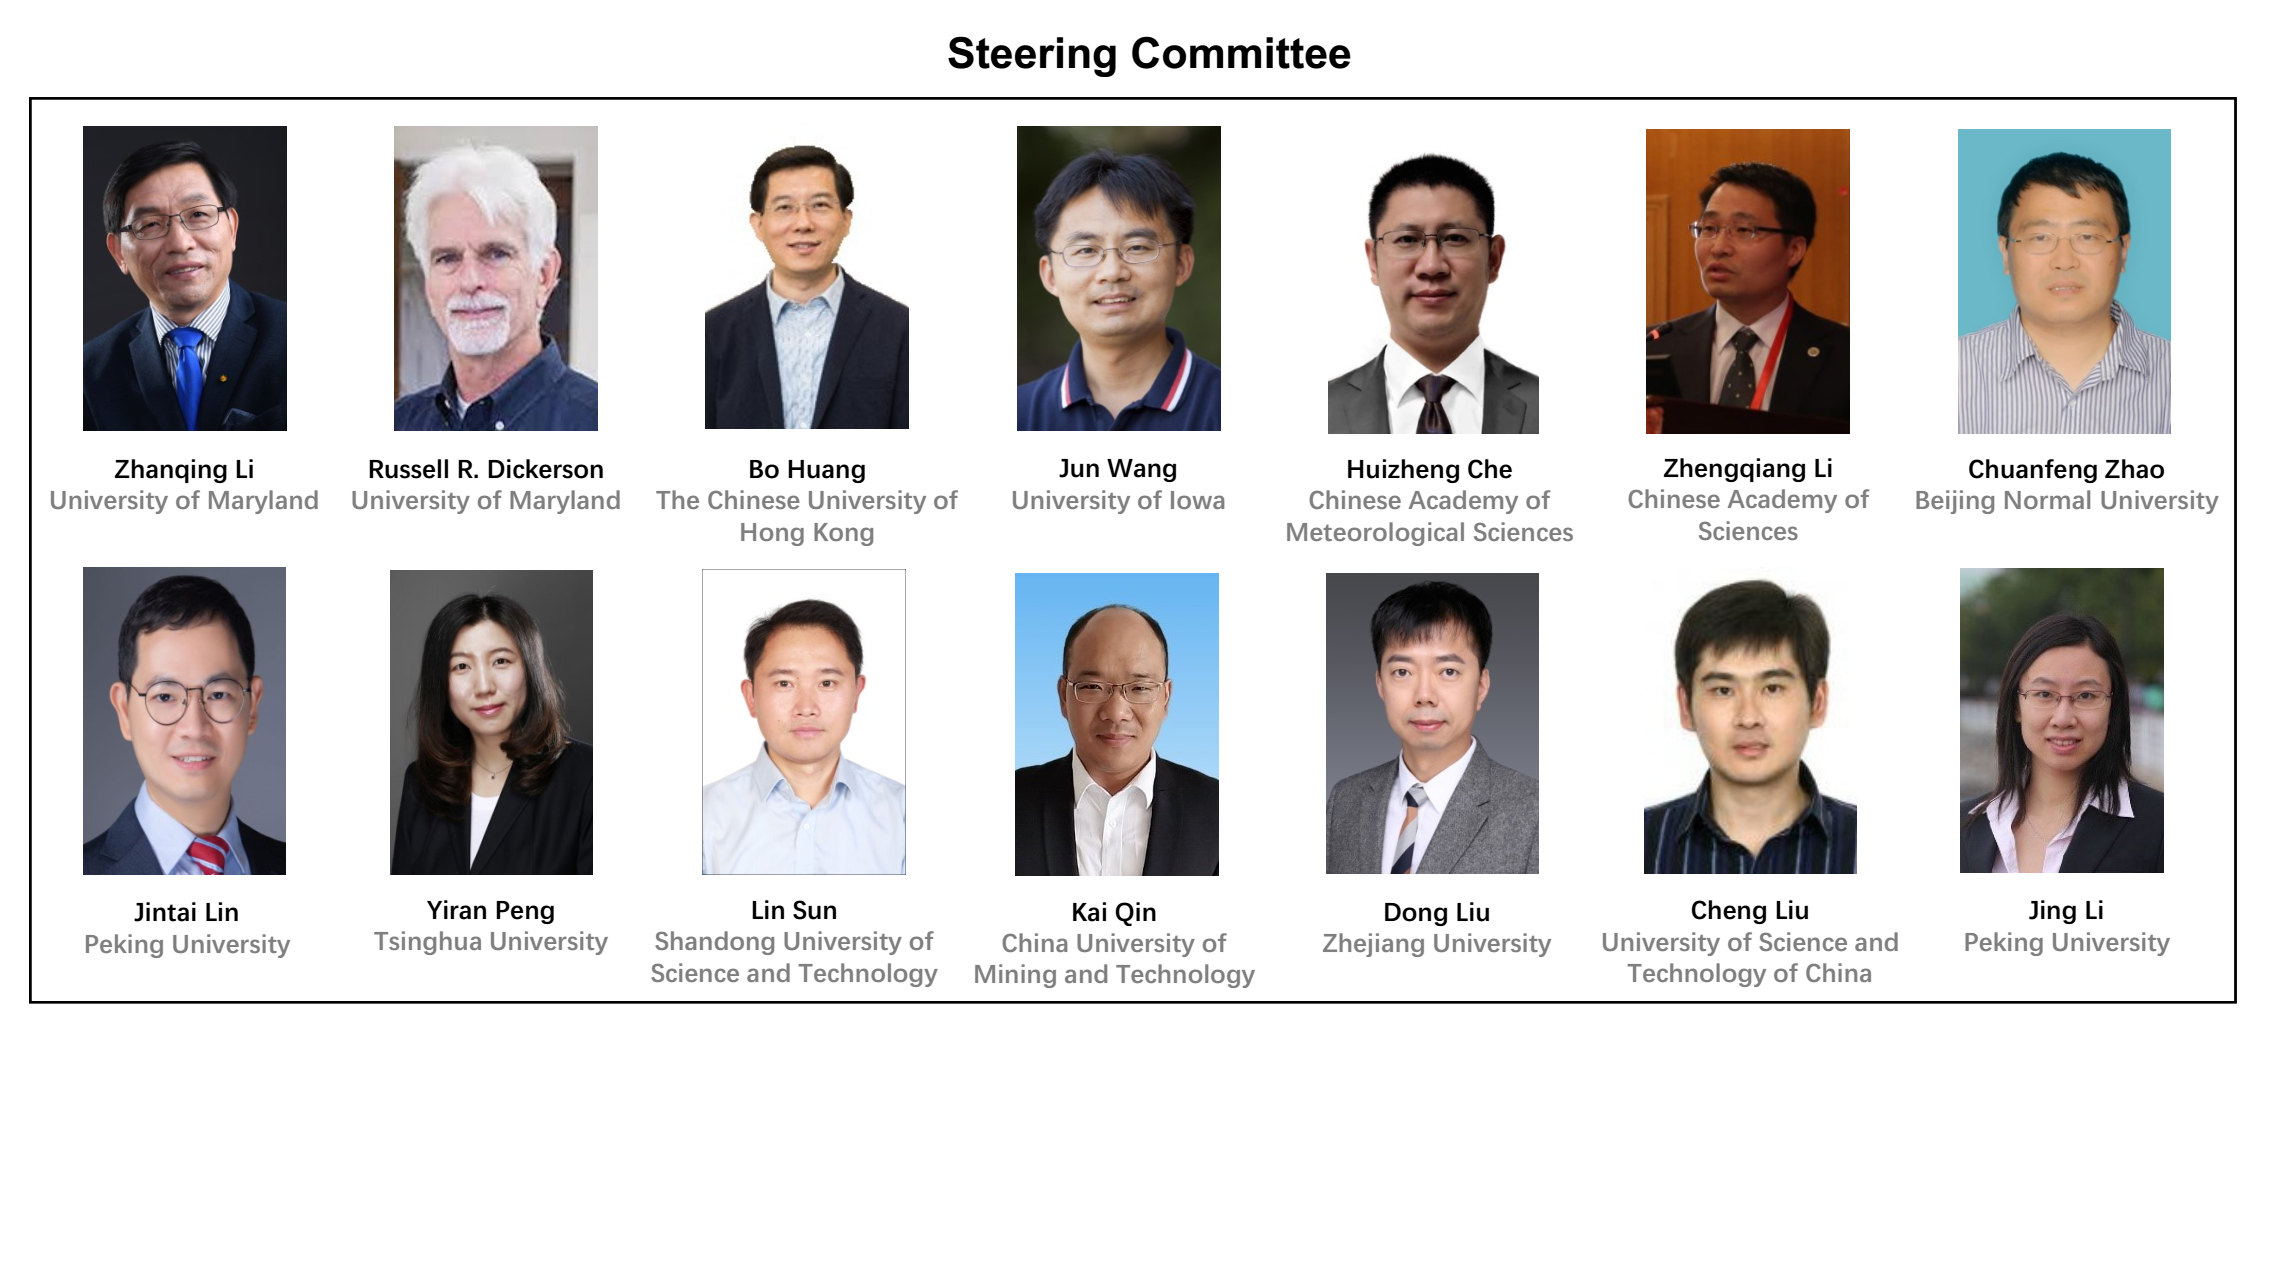 Steering Committee
Zhanqing Li
University of Maryland
Russell R. Dickerson
University of Maryland
Bo Huang
The Chinese University of
Hong Kong
Jun Wang
University of Iowa
Huizheng Che
Chinese Academy of
Meteorological Sciences
Zhengqiang Li
Chinese Academy of
Sciences
Chuanfeng Zhao
Beijing Normal University
Jintai Lin
Peking University
Yiran Peng
Tsinghua University
Lin Sun
Shandong University of
Science and Technology
Kai Qin
China University of
Mining and Technology
Dong Liu
Zhejiang University
Cheng Liu
University of Science and
Technology of China
Jing Li
Peking University